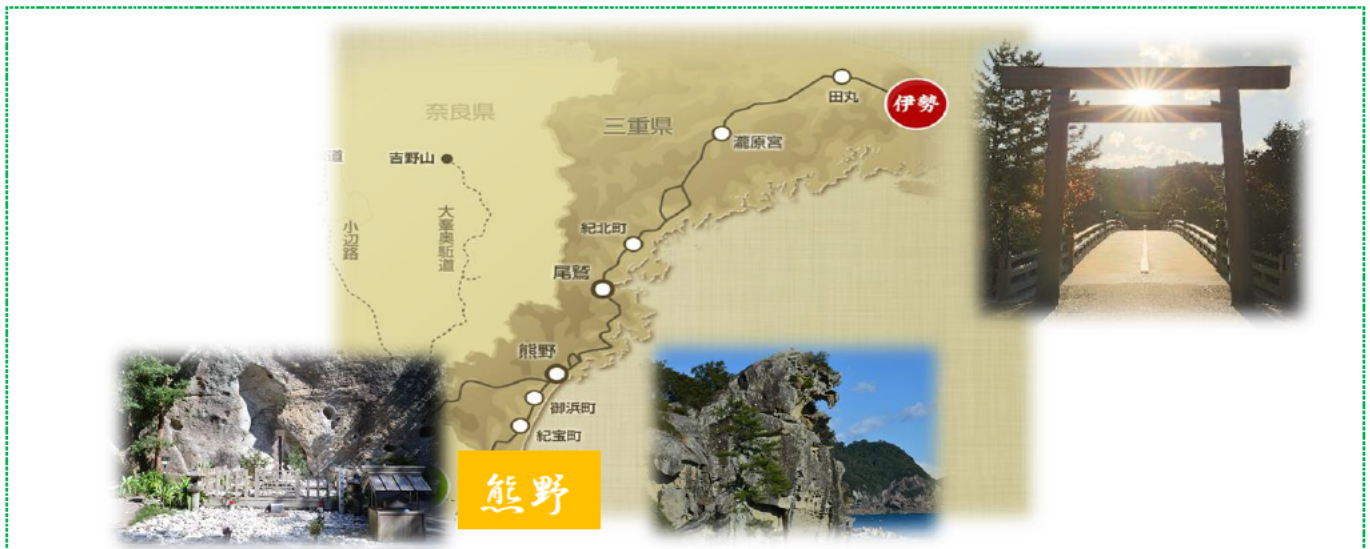 伊勢
田丸
奈良県
三重県
瀧原宮
道
吉野山
大峯奥駈道
小辺路
紀北町
尾鷲
熊野
御浜町
紀宝町
熊野